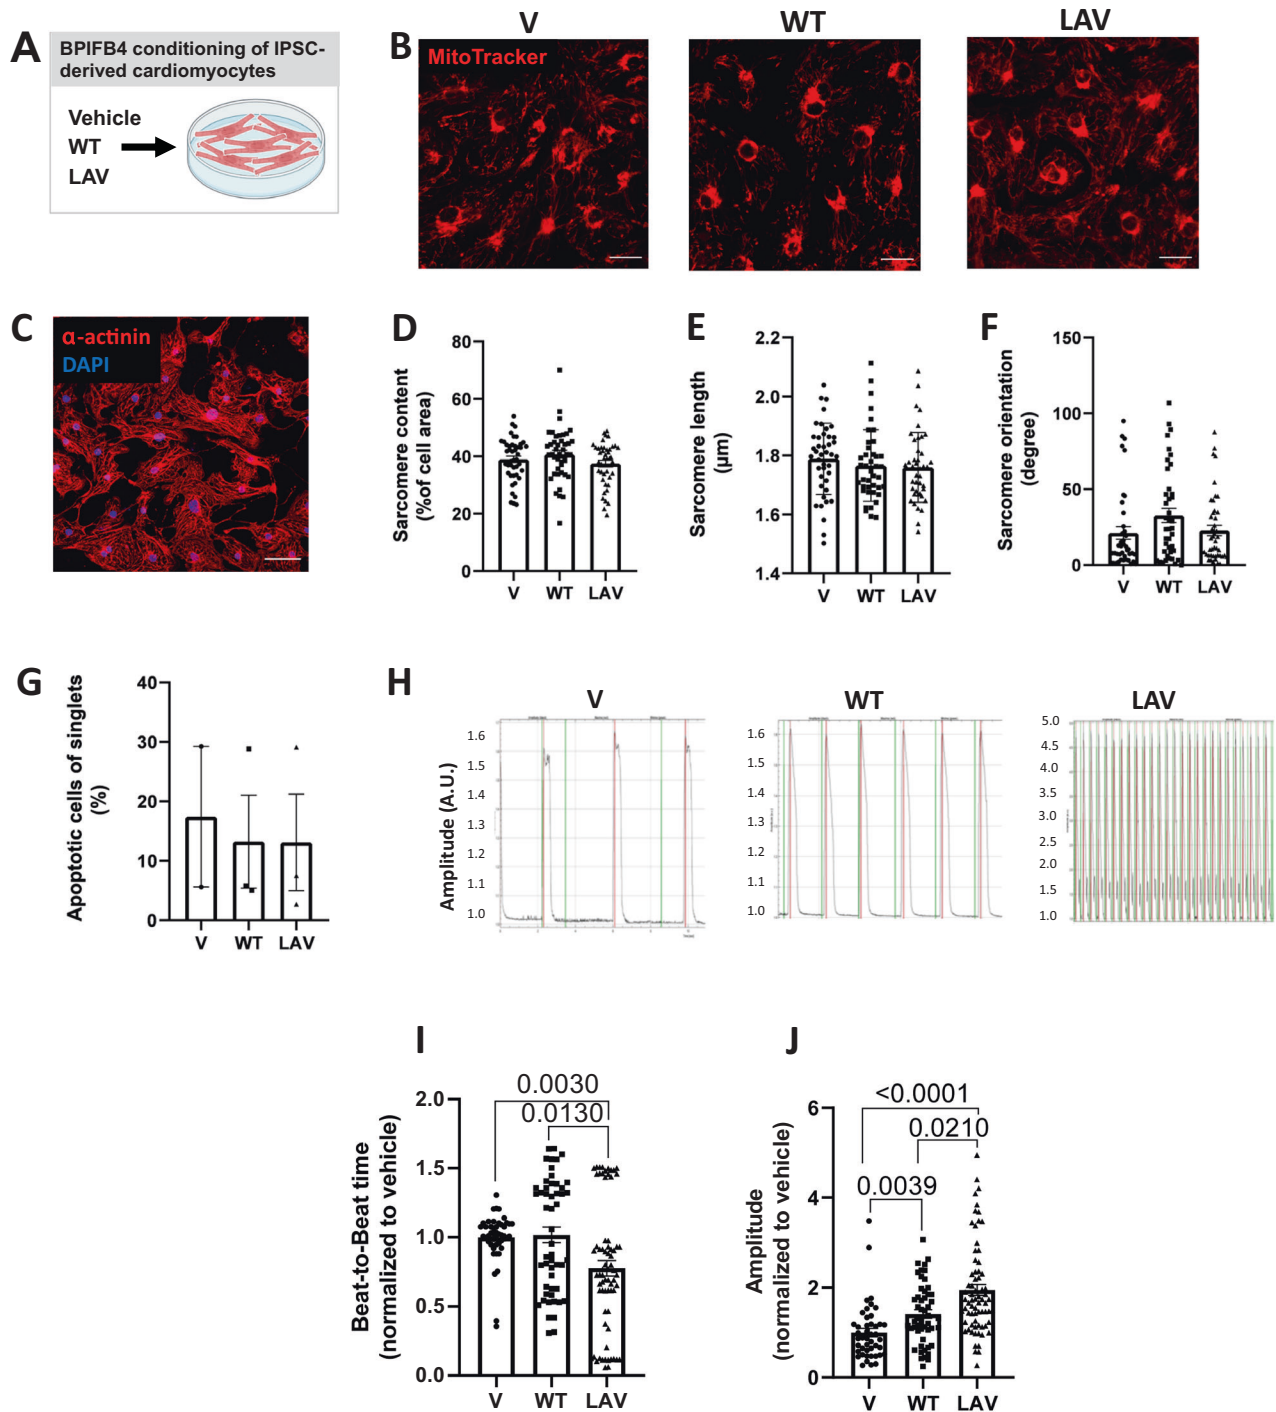 A
BPIFB4 conditioning of IPSC-
derived cardiomyocytes
Vehicle
WT
LAV
B
V
WT
LAV
MitoTracker
C
α-actinin
DAPI
D
Sarcomere content
(%of cell area)
80
60
40
20
0
V
WT
LAV
E
Sarcomere length
(μm)
2.2
2.0
1.8
1.6
1.4
V
WT
LAV
F
Sarcomere orientation
(degree)
150
100
50
0
V
WT
LAV
G
Apoptotic cells of singlets
(%)
40
30
20
10
0
V
WT
LAV
H
V
WT
LAV
Amplitude (A.U.)
1.6
1.5
1.4
1.3
1.2
1.1
1.0
1.6
1.5
1.4
1.3
1.2
1.1
1.0
5.0
4.5
4.0
3.5
3.0
2.5
2.0
1.5
1.0
I
Beat-to-Beat time
(normalized to vehicle)
2.0
1.5
1.0
0.5
0.0
0.0030
0.0130
V
WT
LAV
J
Amplitude
(normalized to vehicle)
6
4
2
0
<0.0001
0.0210
0.0039
V
WT
LAV